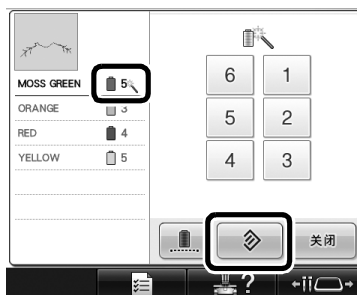 MOSS GREEN 5
ORANGE 3
RED 4
YELLOW 5
6 1
5 2
4 3
关闭
?